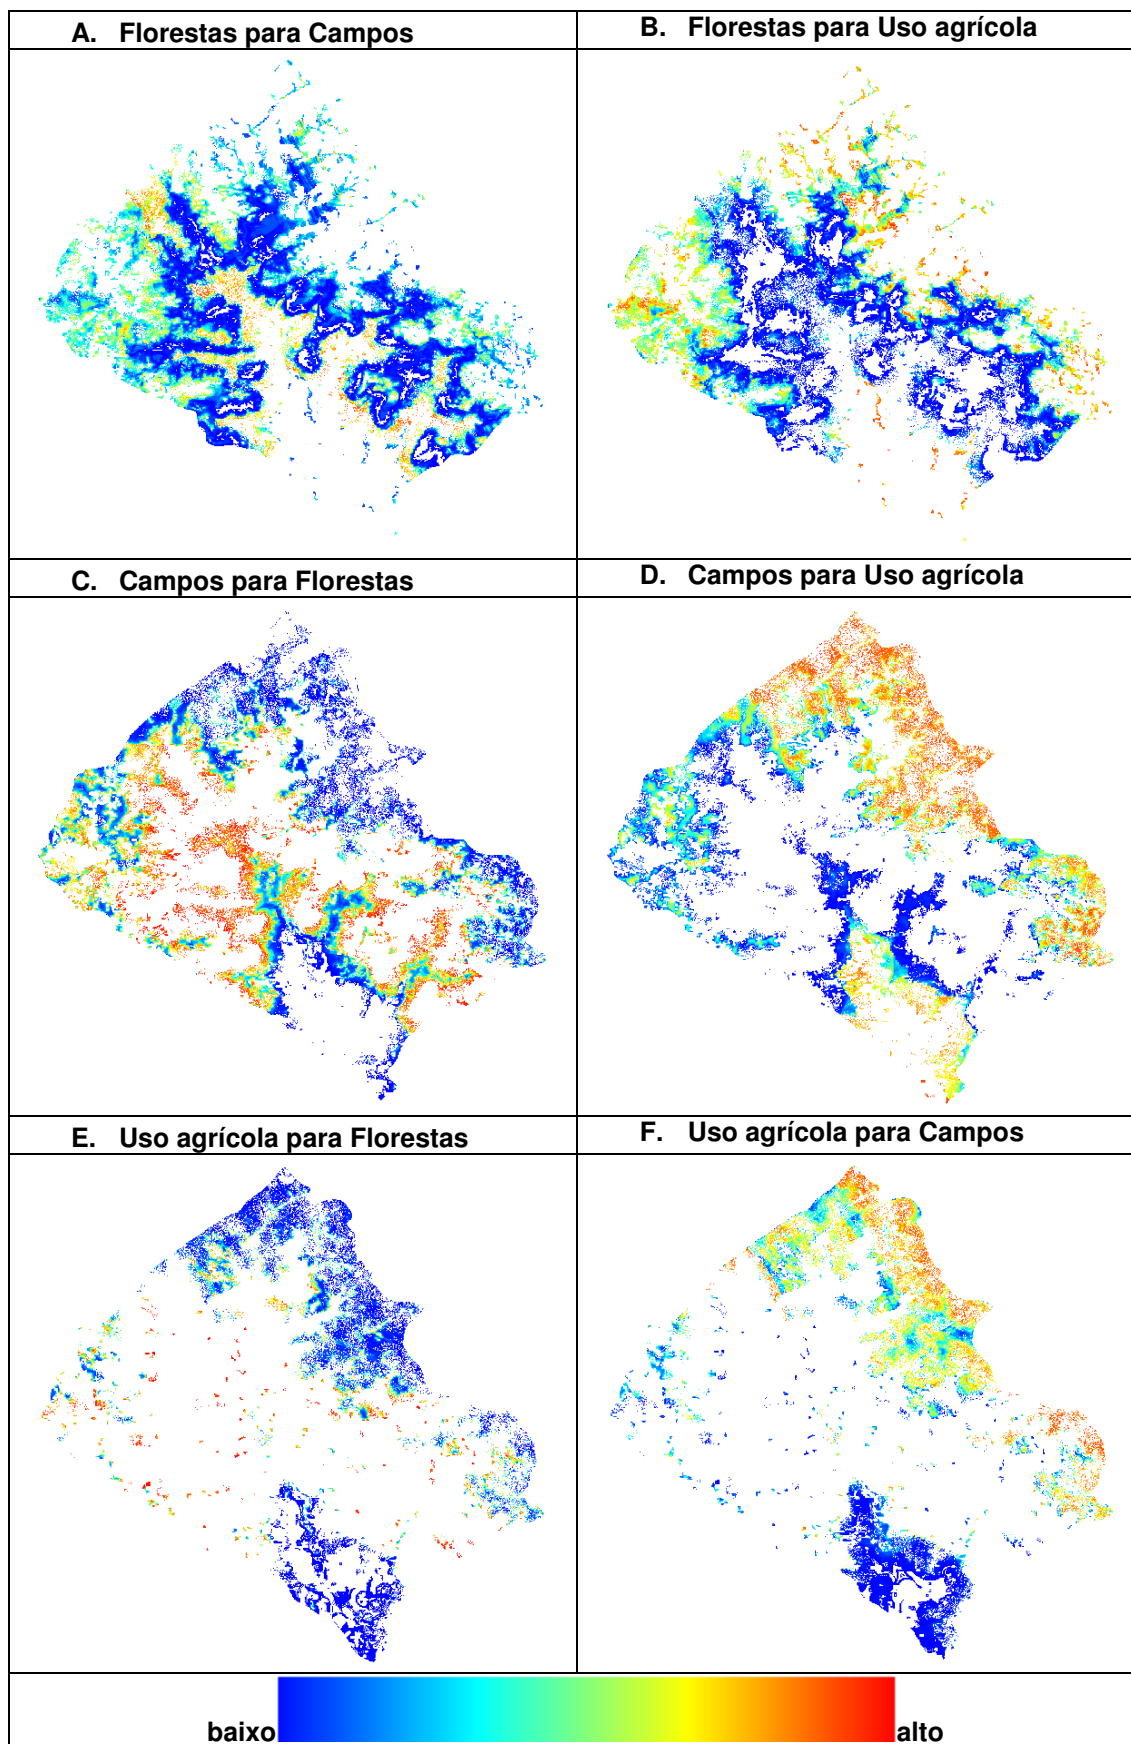 A. Florestas para Campos
B. Florestas para Uso agrícola
C. Campos para Florestas
D. Campos para Uso agrícola
E. Uso agrícola para Florestas
F. Uso agrícola para Campos
baixo
alto